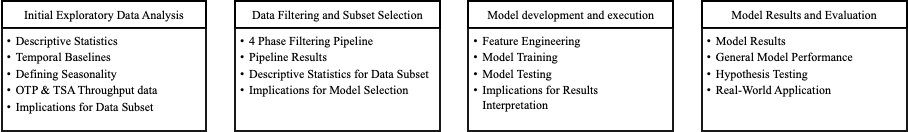 Initial Exploratory Data Analysis
• Descriptive Statistics
• Temporal Baselines
• Defining Seasonality
• OTP & TSA Throughput data
• Implications for Data Subset
Data Filtering and Subset Selection
• 4 Phase Filtering Pipeline
• Pipeline Results
• Descriptive Statistics for Data Subset
• Implications for Model Selection
Model development and execution
• Feature Engineering
• Model Training
• Model Testing
• Implications for Results
Interpretation
Model Results and Evaluation
• Model Results
• General Model Performance
• Hypothesis Testing
• Real-World Application